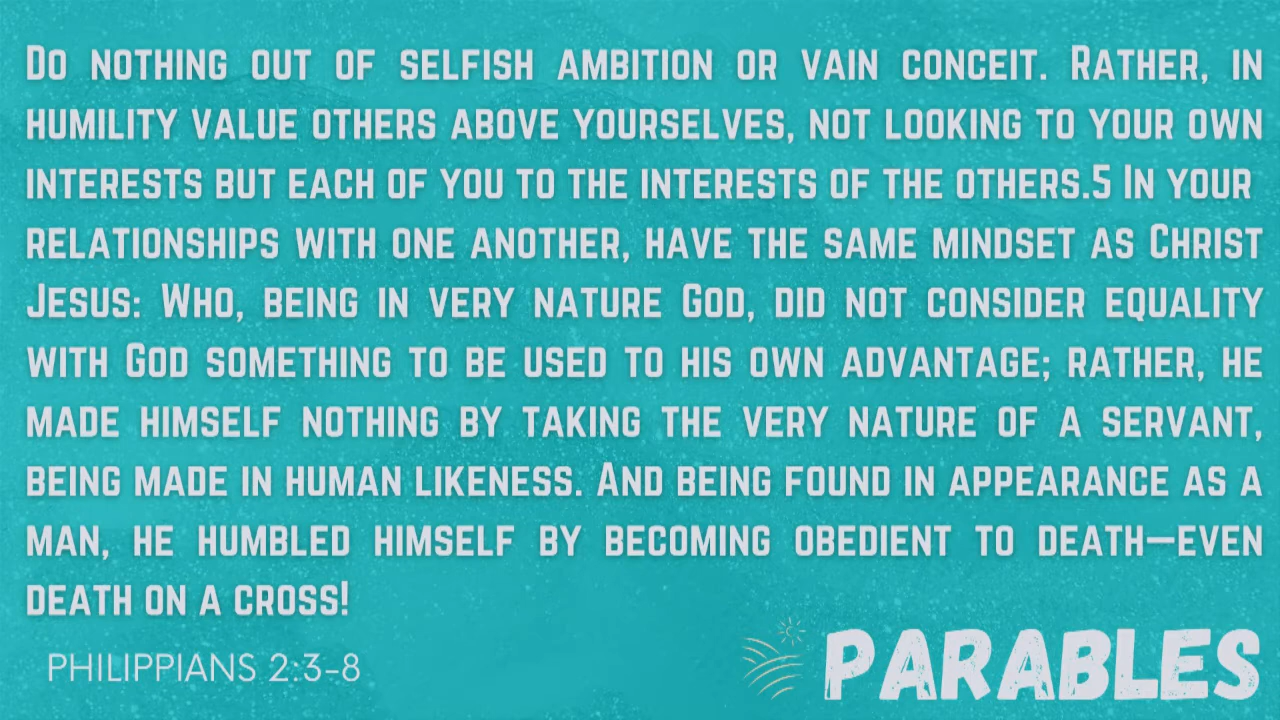 Do nothing out of selfish ambition or vain conceit. Rather, in
humility value others above yourselves, not looking to your own
interests but each of you to the interests of the others.5 In your
relationships with one another, have the same mindset as Christ
Jesus: Who, being in very nature God, did not consider equality
with God something to be used to his own advantage; rather, he
made himself nothing by taking the very nature of a servant,
being made in human likeness. And being found in appearance as a
man, he humbled himself by becoming obedient to death—even
death on a cross!
PHILIPPIANS 2:3-8
PARABLES